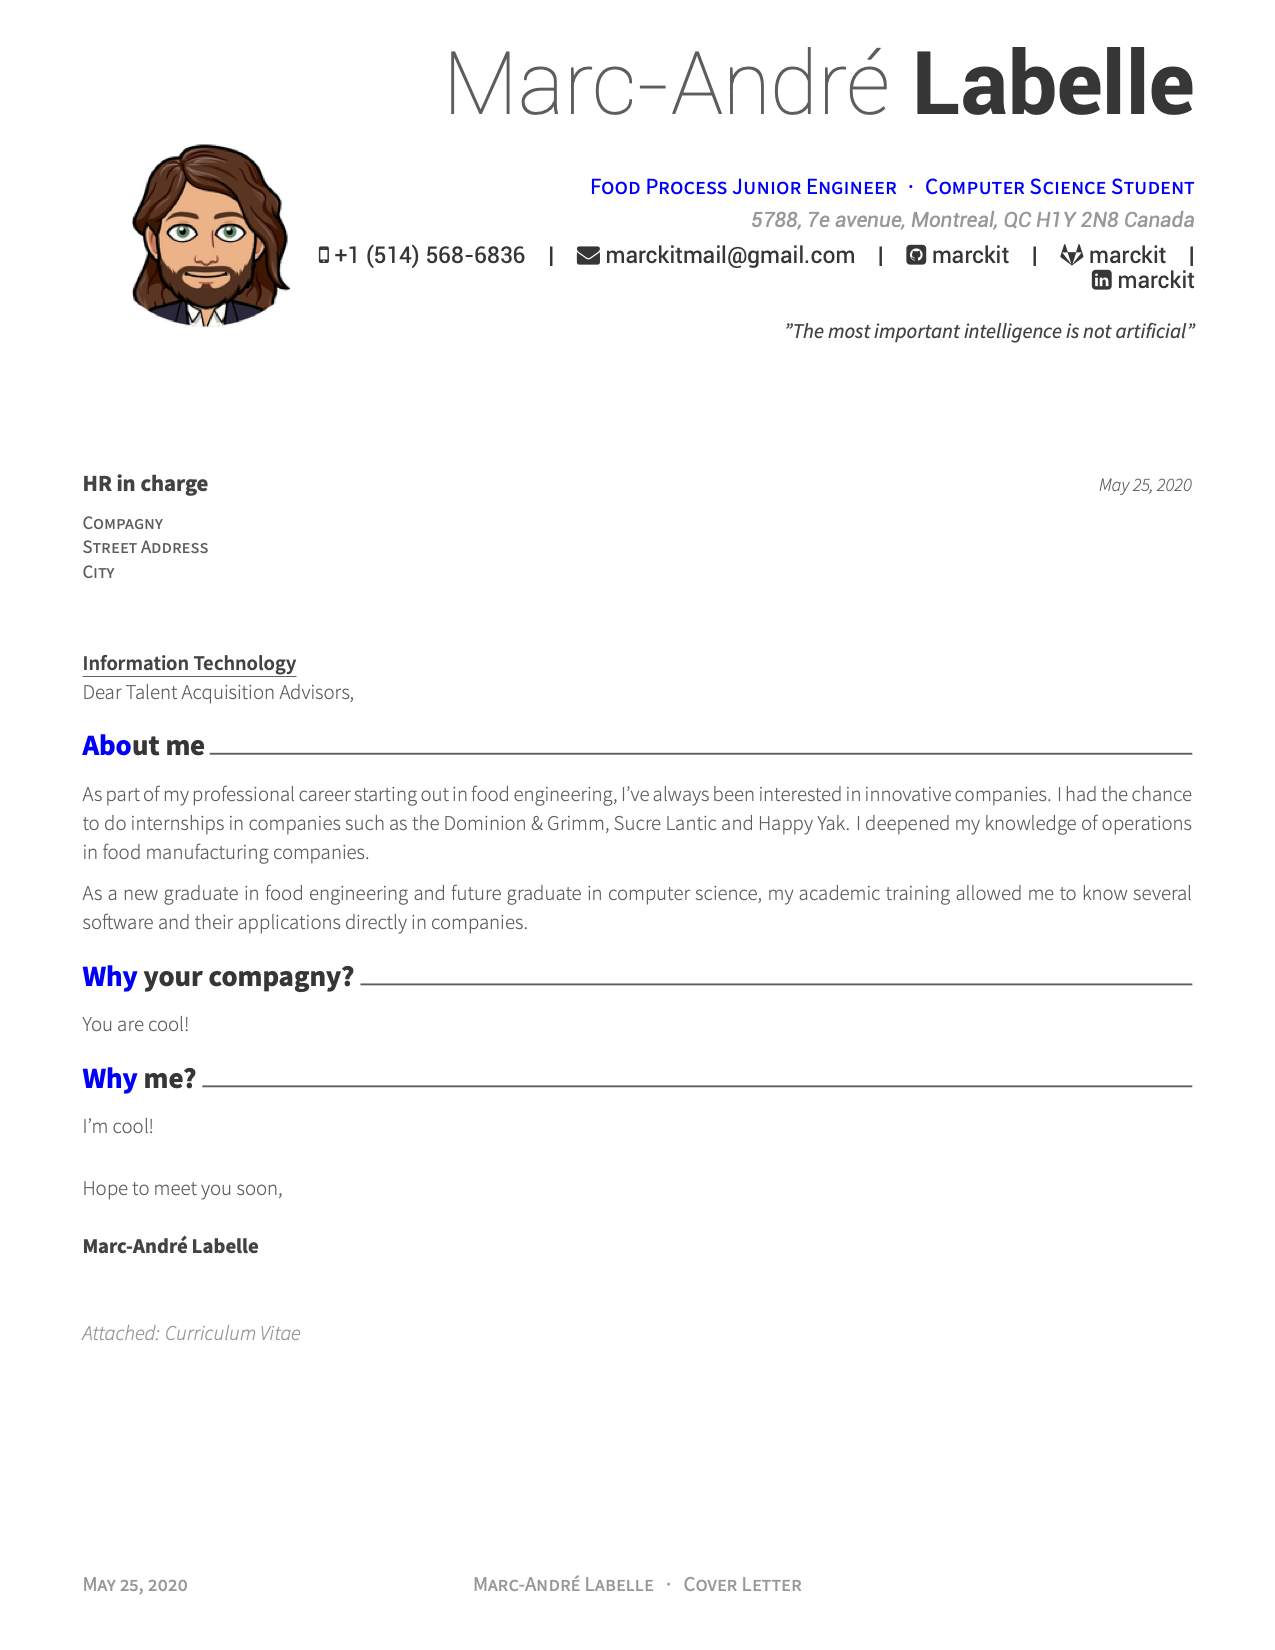 Marc-André Labelle
Food Process Junior Engineer · Computer Science Student
5788, 7e avenue, Montreal, QC H1Y 2N8 Canada
+1 (514) 568-6836 | marckitmail@gmail.com | marckit | marckit |
marckit
”The most important intelligence is not artificial”
HR in charge
May 25, 2020
Compagny
Street Address
City
Information Technology
Dear Talent Acquisition Advisors,
About me
As part of my professional career starting out in food engineering, I’ve always been interested in innovative companies. I had the chance
to do internships in companies such as the Dominion & Grimm, Sucre Lantic and Happy Yak. I deepened my knowledge of operations
in food manufacturing companies.
As a new graduate in food engineering and future graduate in computer science, my academic training allowed me to know several
software and their applications directly in companies.
Why your compagny?
You are cool!
Why me?
I’m cool!
Hope to meet you soon,
Marc-André Labelle
Attached: Curriculum Vitae
May 25, 2020
Marc-André Labelle · Cover Letter